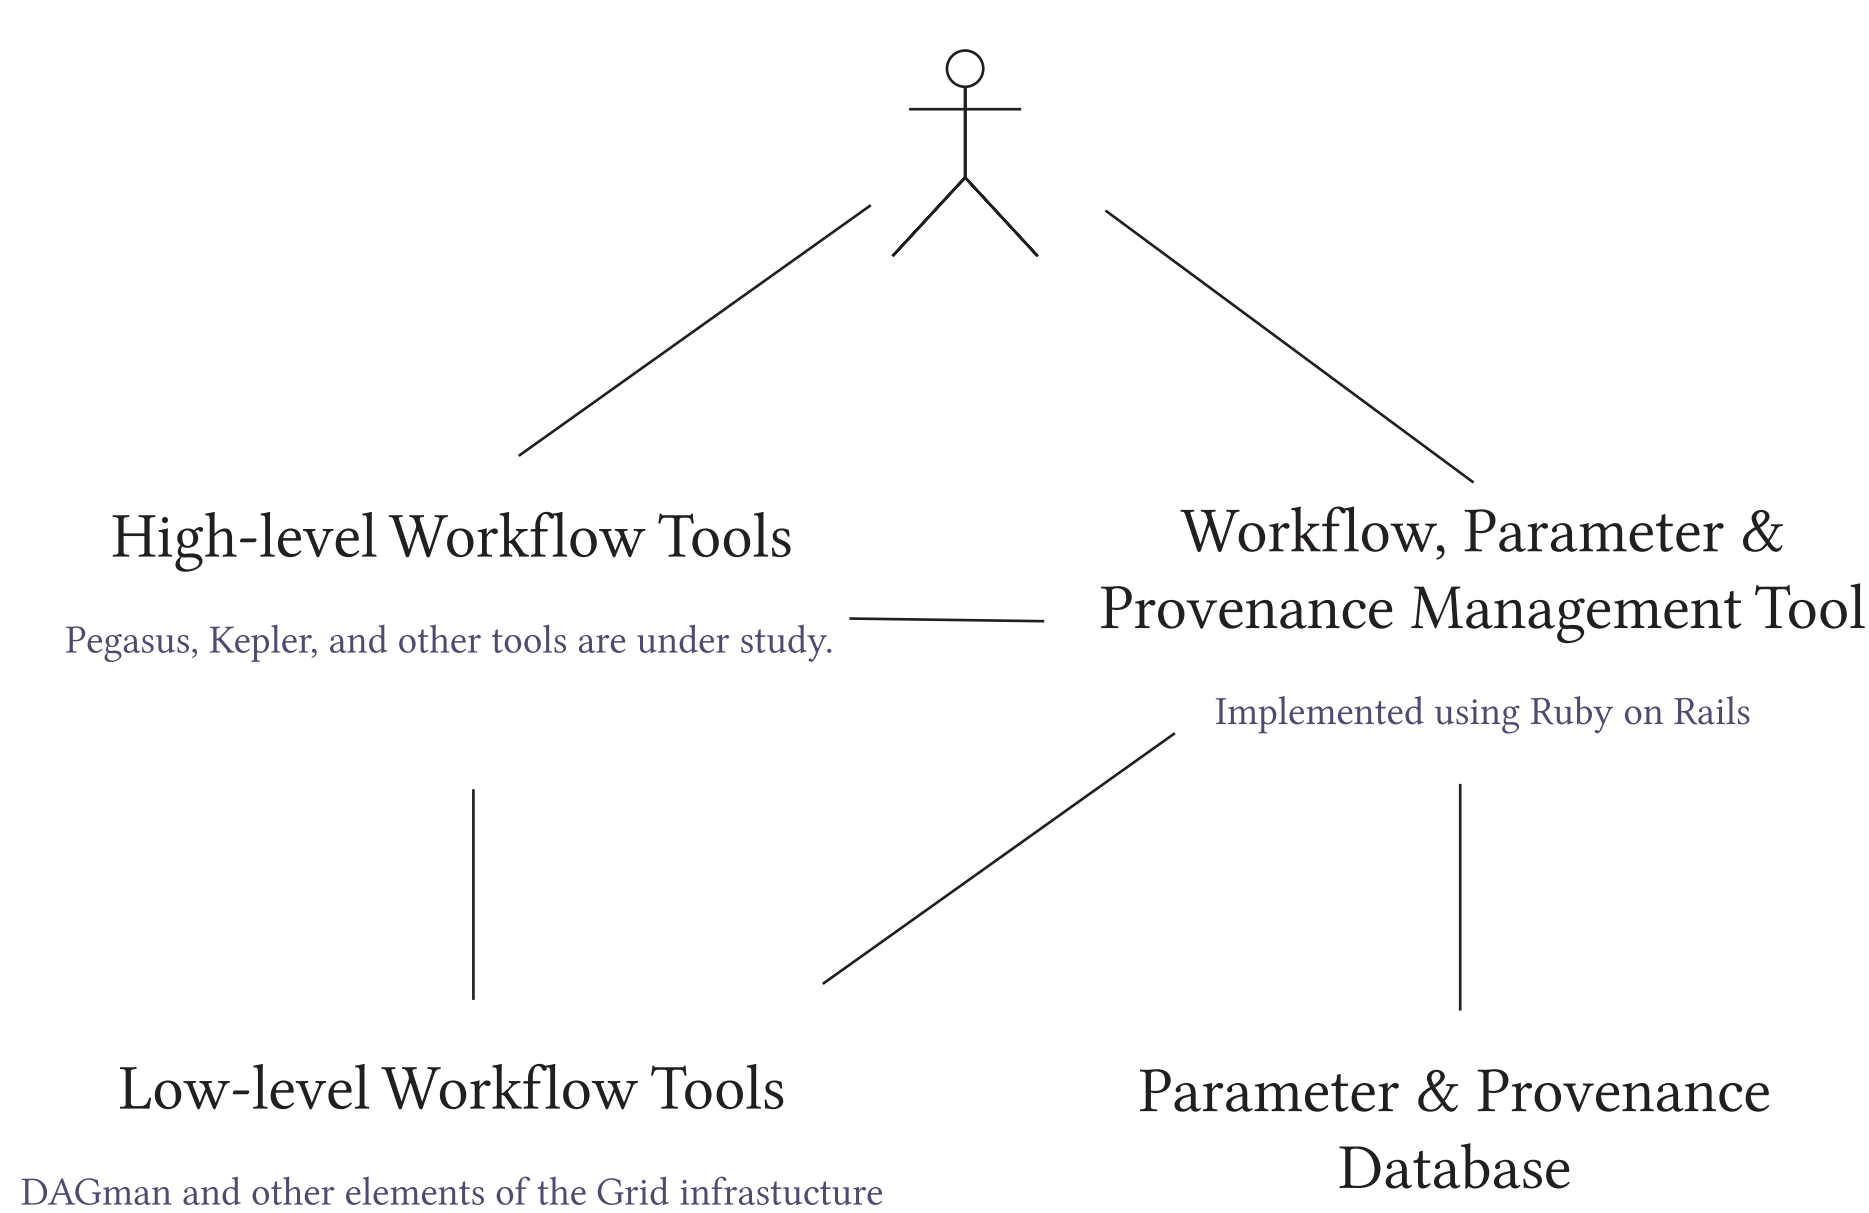 High-level Workflow Tools
Pegasus, Kepler, and other tools are under study.
Workflow, Parameter &
Provenance Management Tool
Implemented using Ruby on Rails
Low-level Workflow Tools
DAGman and other elements of the Grid infrastucture
Parameter & Provenance
Database